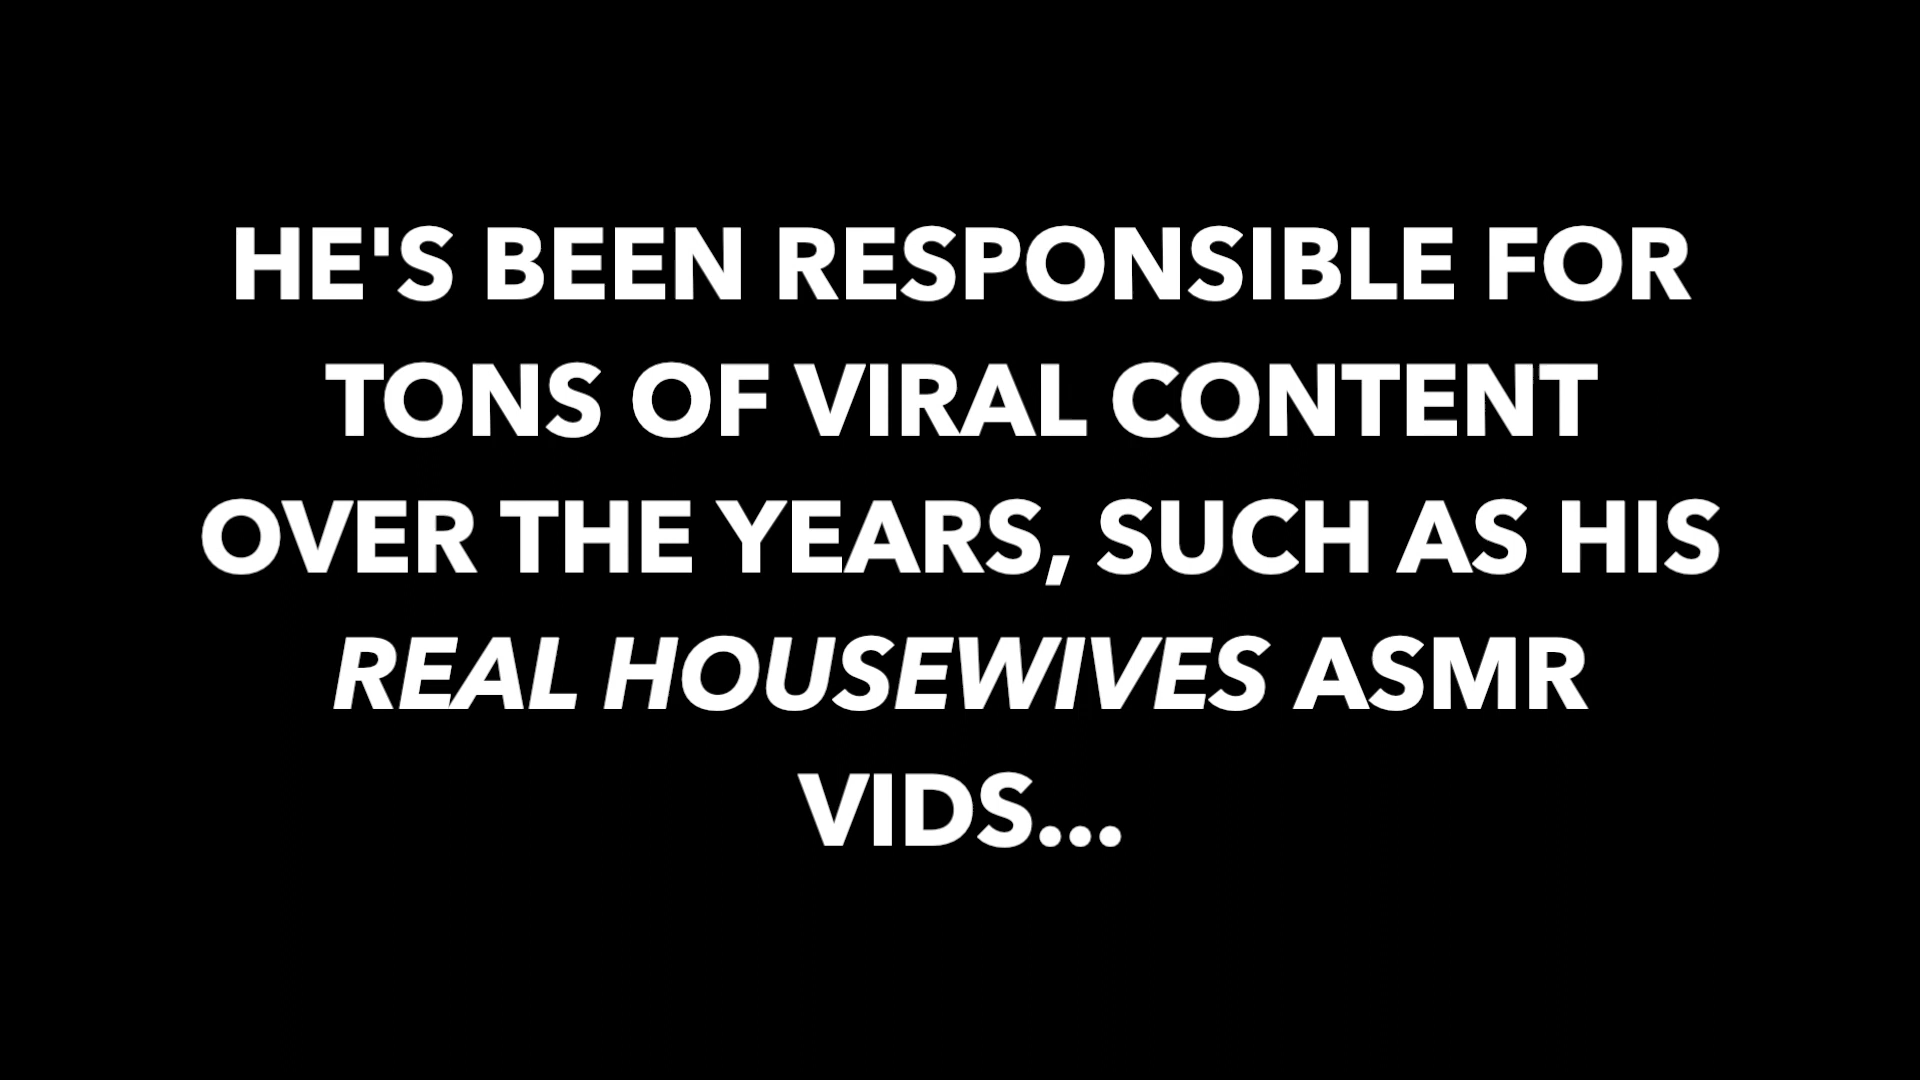 HE'S BEEN RESPONSIBLE FOR
TONS OF VIRAL CONTENT
OVER THE YEARS, SUCH AS HIS
REAL HOUSEWIVES ASMR
VIDS...